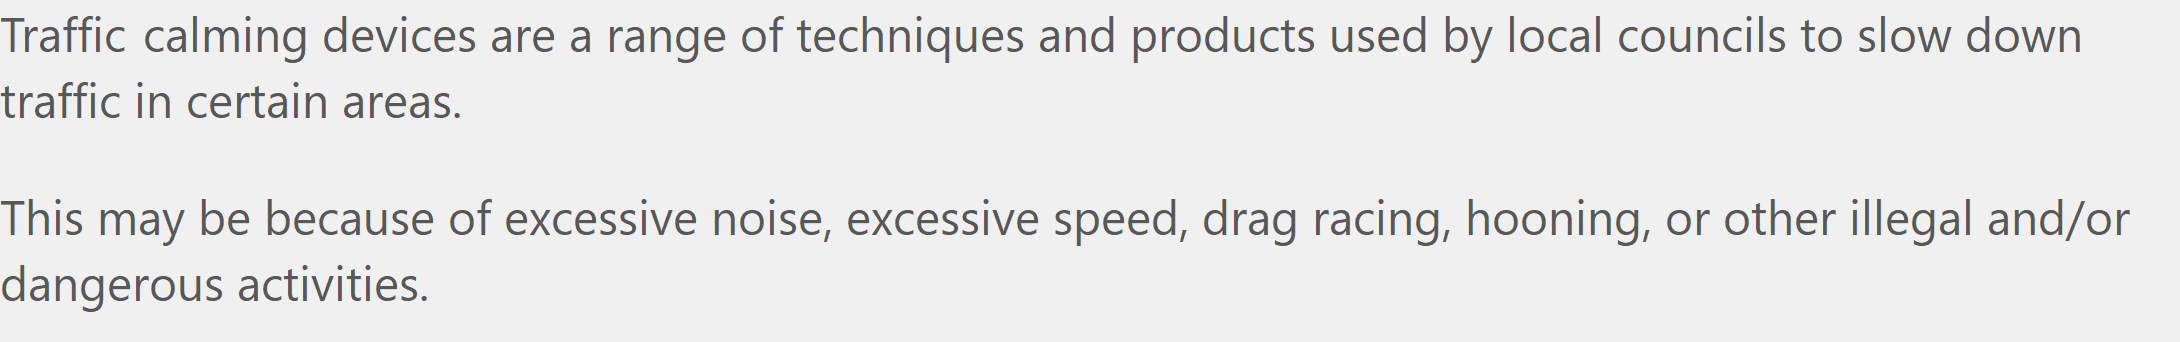 Traffic calming devices are a range of techniques and products used by local councils to slow down
traffic in certain areas.
This may be because of excessive noise, excessive speed, drag racing, hooning, or other illegal and/or
dangerous activities.